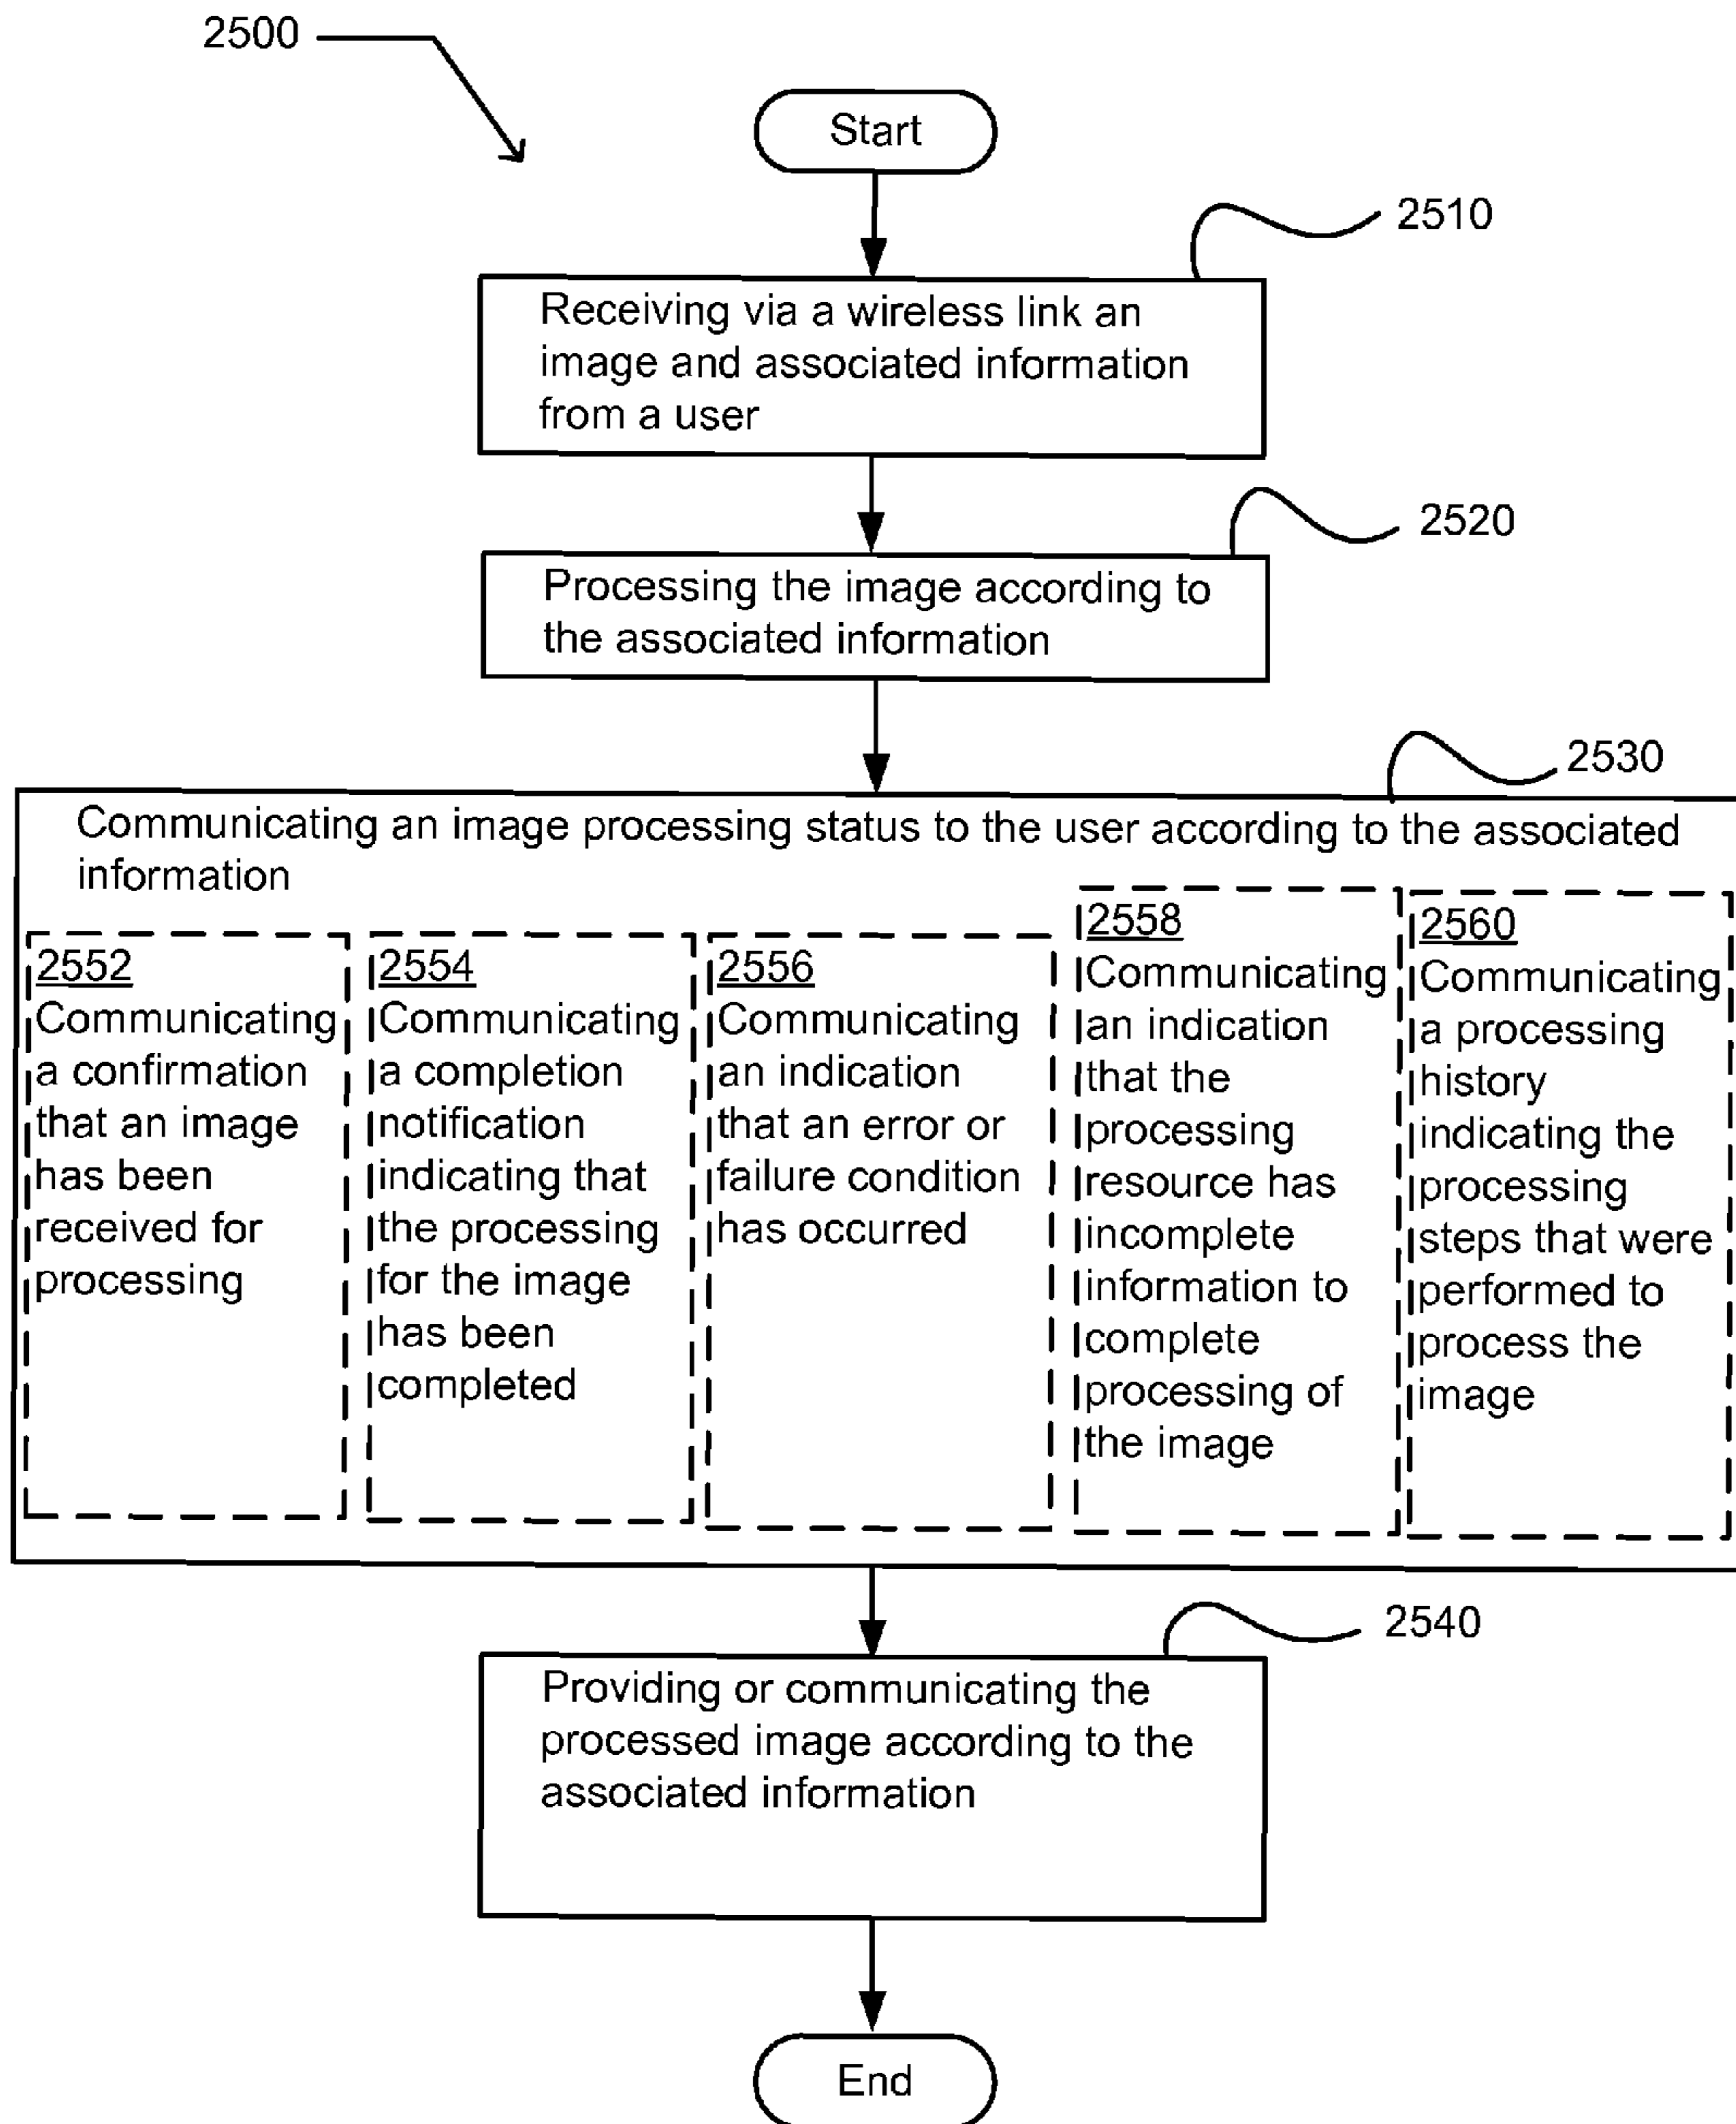 2500
Start
2510
Receiving via a wireless link an
image and associated information
from a user
2520
Processing the image according to
the associated information
2530
Communicating an image processing status to the user according to the associated
information
2552
Communicating
a confirmation
that an image
has been
received for
processing
2554
Communicating
a completion
notification
indicating that
the processing
for the image
has been
completed
2556
Communicating
an indication
that an error or
failure condition
has occurred
2558
Communicating
an indication
that the
processing
resource has
incomplete
information to
complete
processing of
the image
2560
Communicating
a processing
history
indicating the
processing
steps that were
performed to
process the
image
2540
Providing or communicating the
processed image according to the
associated information
End